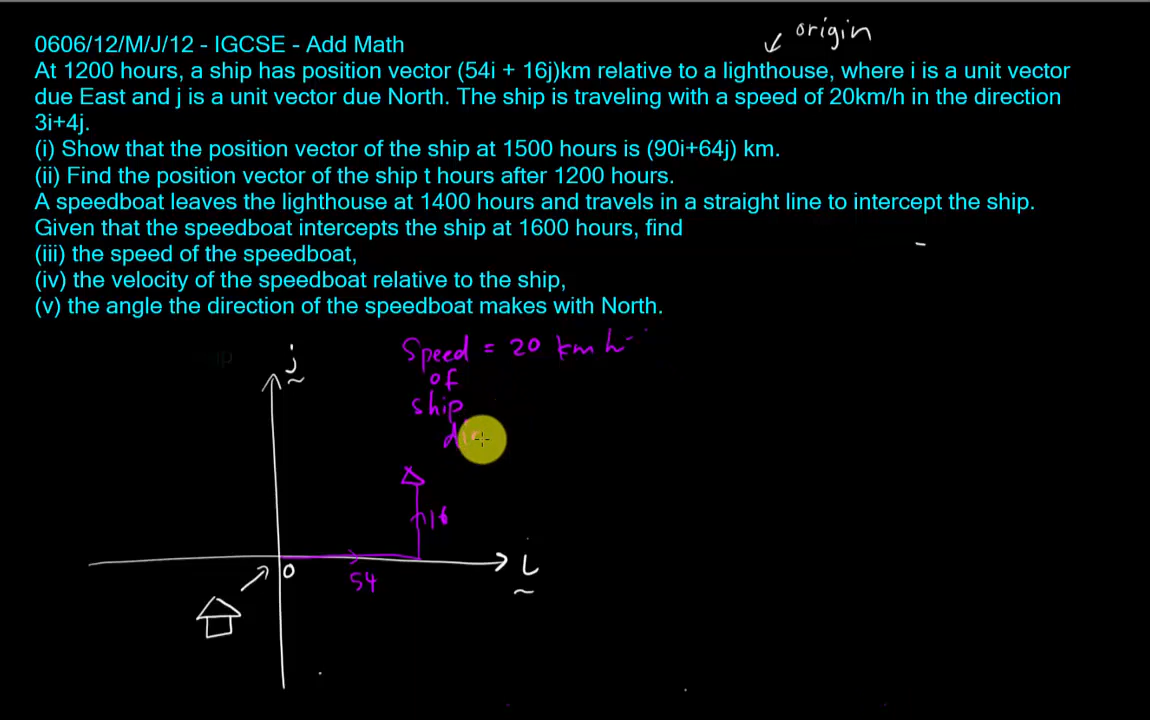 origin
0606/12/M/J/12 - IGCSE - Add Math
At 1200 hours, a ship has position vector (54i + 16j)km relative to a lighthouse, where i is a unit vector
due East and j is a unit vector due North. The ship is traveling with a speed of 20km/h in the direction
3i+4j.
(i) Show that the position vector of the ship at 1500 hours is (90i+64j) km.
(ii) Find the position vector of the ship t hours after 1200 hours.
A speedboat leaves the lighthouse at 1400 hours and travels in a straight line to intercept the ship.
Given that the speedboat intercepts the ship at 1600 hours, find
(iii) the speed of the speedboat,
(iv) the velocity of the speedboat relative to the ship,
(v) the angle the direction of the speedboat makes with North.
j
Speed = 20 km h⁻¹
of
ship
di
16
O
54
i